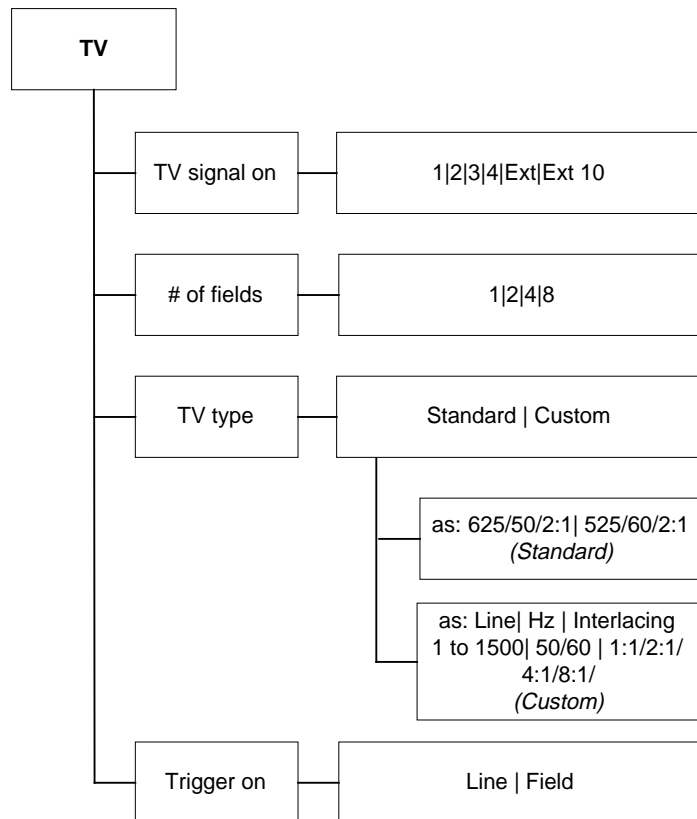 TV
TV signal on
1|2|3|4|Ext|Ext 10
# of fields
1|2|4|8
TV type
Standard | Custom
as: 625/50/2:1| 525/60/2:1
(Standard)
as: Line| Hz | Interlacing
1 to 1500| 50/60 | 1:1/2:1/
4:1/8:1/
(Custom)
Trigger on
Line | Field